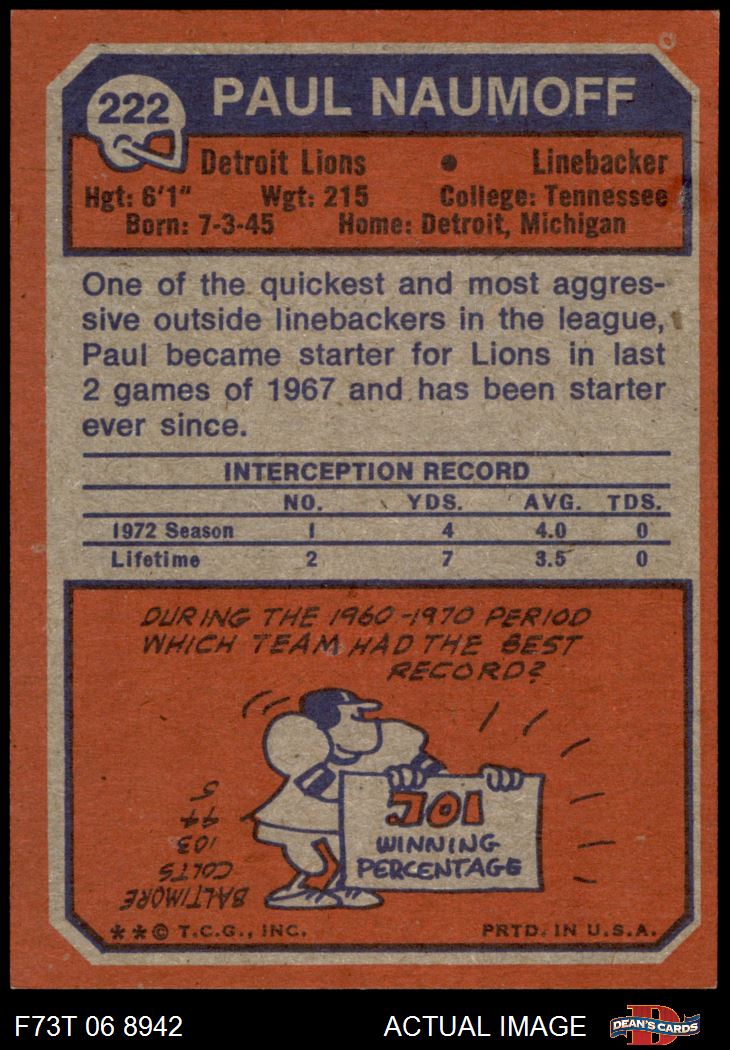 222 PAUL NAUMOFF
Detroit Lions • Linebacker
Hgt: 6'1" Wgt: 215 College: Tennessee
Born: 7-3-45 Home: Detroit, Michigan
One of the quickest and most aggres-
sive outside linebackers in the league,
Paul became starter for Lions in last
2 games of 1967 and has been starter
ever since.
INTERCEPTION RECORD
NO. YDS. AVG. TDS.
1972 Season 1 4 4.0 0
Lifetime 2 7 3.5 0
DURING THE 1960-1970 PERIOD
WHICH TEAM HAD THE BEST
RECORD?
.701
WINNING
PERCENTAGE
BALTIMORE
COLTS
103
44
5
**© T.C.G., INC. PRTD. IN U.S.A.
F73T 06 8942 ACTUAL IMAGE DEAN'S CARDS